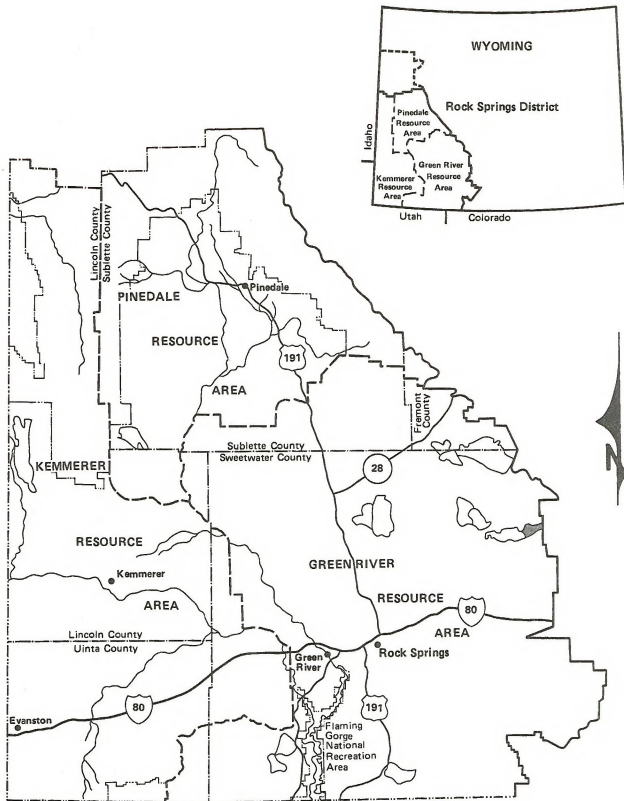 WYOMING
Rock Springs District
Pinedale
Resource
Area
Green River
Resource
Area
Kemmerer
Resource
Area
Idaho
Utah
Colorado
Lincoln County
Sublette County
PINEDALE
Pinedale
RESOURCE
191
AREA
Fremont
County
Sublette County
Sweetwater County
KEMMERER
28
N
RESOURCE
GREEN RIVER
Kemmerer
RESOURCE
AREA
80
AREA
Lincoln County
Uinta County
Green
River
Rock Springs
80
191
Evanston
Flaming
Gorge
National
Recreation
Area